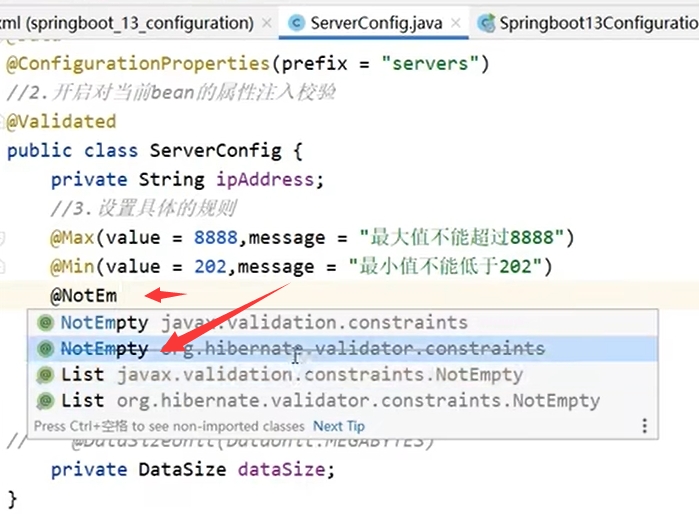 xml (springboot_13_configuration) × ServerConfig.java × Springboot13Configuratio
@ConfigurationProperties(prefix = "servers")
//2.开启对当前bean的属性注入校验
@Validated
public class ServerConfig {
private String ipAddress;
//3.设置具体的规则
@Max(value = 8888,message = "最大值不能超过8888")
@Min(value = 202,message = "最小值不能低于202")
@NotEm
NotEmpty javax.validation.constraints
NotEmpty org.hibernate.validator.constraints
List javax.validation.constraints.NotEmpty
List org.hibernate.validator.constraints.NotEmpty
Press Ctrl+空格 to see non-imported classes Next Tip
// @DataSizeUnit(DataUnit.MEGABYTES)
private DataSize dataSize;
}